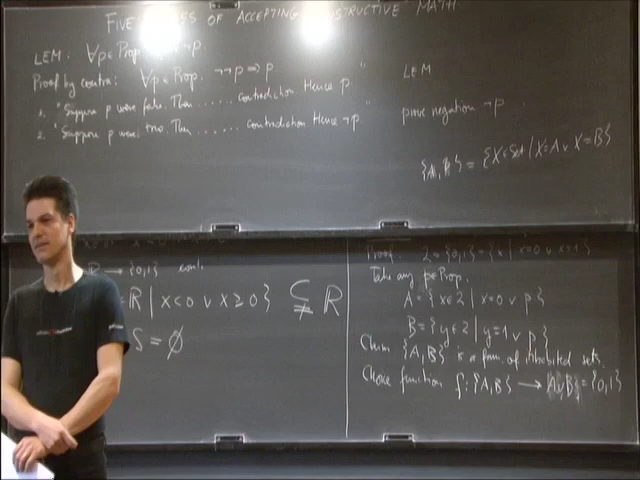 FIVE OF ACCEPTING CONSTRUCTIVE MATH
LEM: ∀p∈Prop. ¬p.
Proof by contra: ∀p∈Prop. ¬¬p ⇒ p.
1. "Suppose p were false. Then ...... contradiction Hence p"
2. "Suppose p were true. Then ...... contradiction Hence ¬p."
LEM
prove negation ¬p
{A, B} = {X∈Set | X=A ∨ X=B}
R → {0,1} cont.
R | x<0 ∨ x≥0} ⊊ R
S = ∅
Proof. 2 = {0,1} = {x | x=0 ∨ x=1}
Take any p∈Prop.
A = {x∈2 | x=0 ∨ p}
B = {y∈2 | y=1 ∨ p}
Claim {A,B} is a fam. of inhabited sets.
Choice function f: {A,B} → A∪B = {0,1}